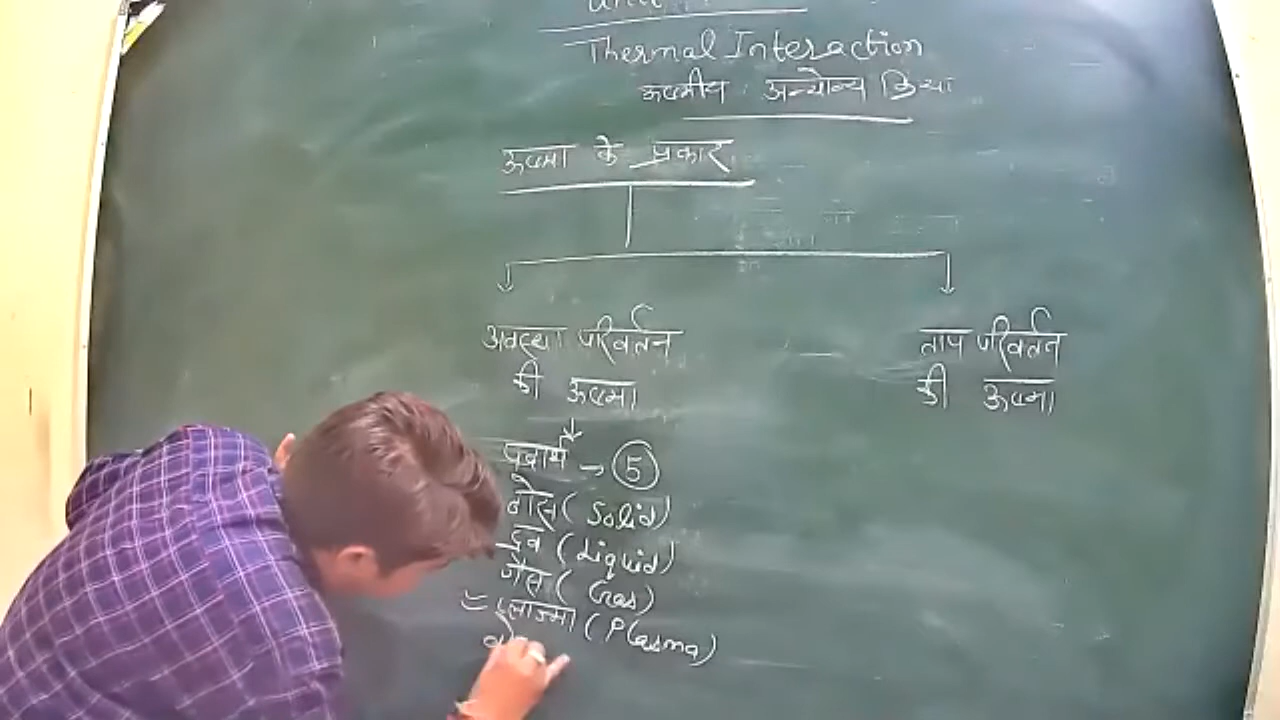 Thermal Interaction
ऊष्मीय अन्योन्य क्रिया
ऊष्मा के प्रकार
अवस्था परिवर्तन
की ऊष्मा
ताप परिवर्तन
की ऊष्मा
पदार्थ → 5
ठोस (Solid)
द्रव (Liquid)
गैस (Gas)
= प्लाज्मा (Plasma)